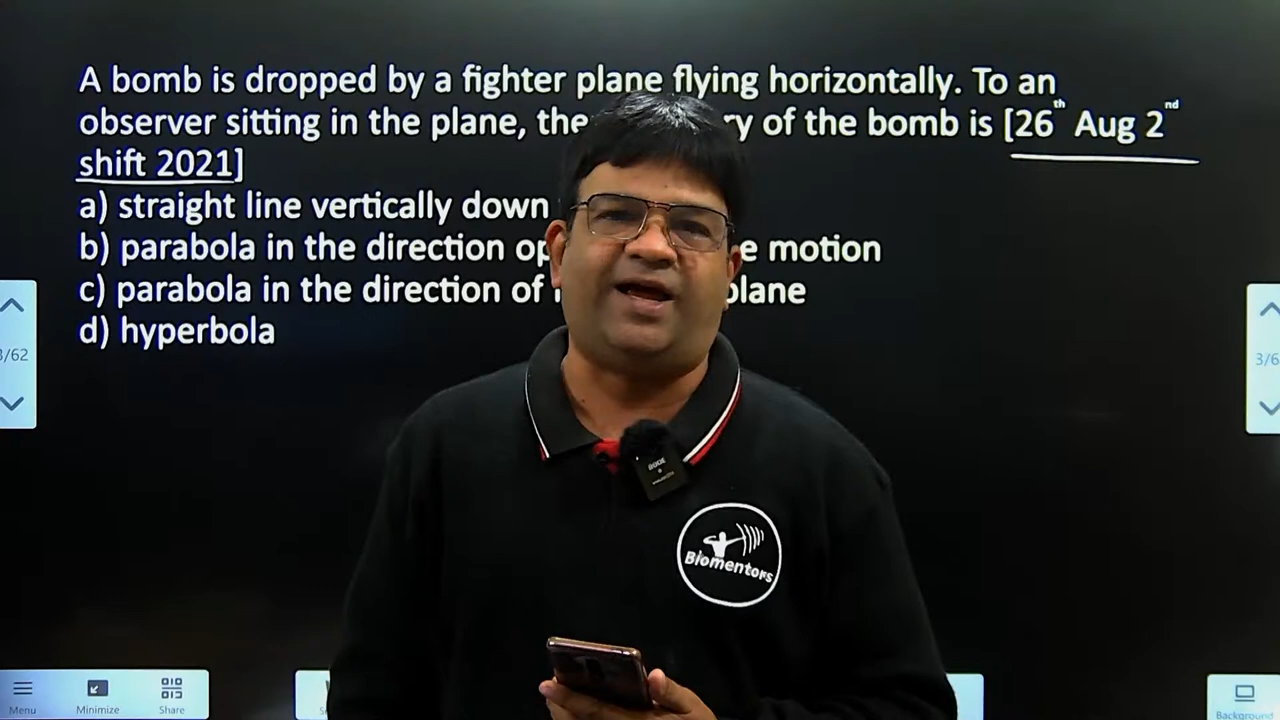 A bomb is dropped by a fighter plane flying horizontally. To an
observer sitting in the plane, the ry of the bomb is [26th Aug 2nd
shift 2021]
a) straight line vertically down
b) parabola in the direction op e motion
c) parabola in the direction of plane
d) hyperbola
3/62
3/6
RODE
Biomentors
Menu
Minimize
Share
Background